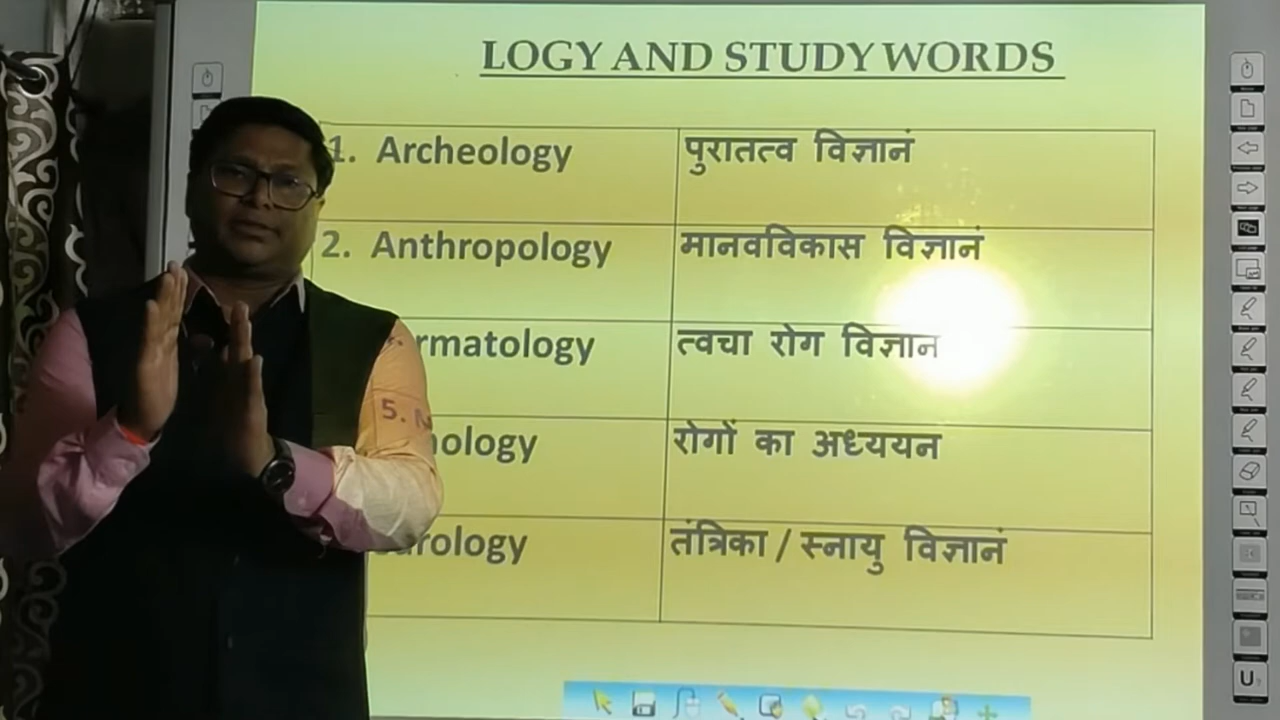 LOGY AND STUDY WORDS
1. Archeology पुरातत्व विज्ञानं
2. Anthropology मानवविकास विज्ञानं
rmatology त्वचा रोग विज्ञान
ology रोगों का अध्ययन
5.
rology तंत्रिका / स्नायु विज्ञानं
U